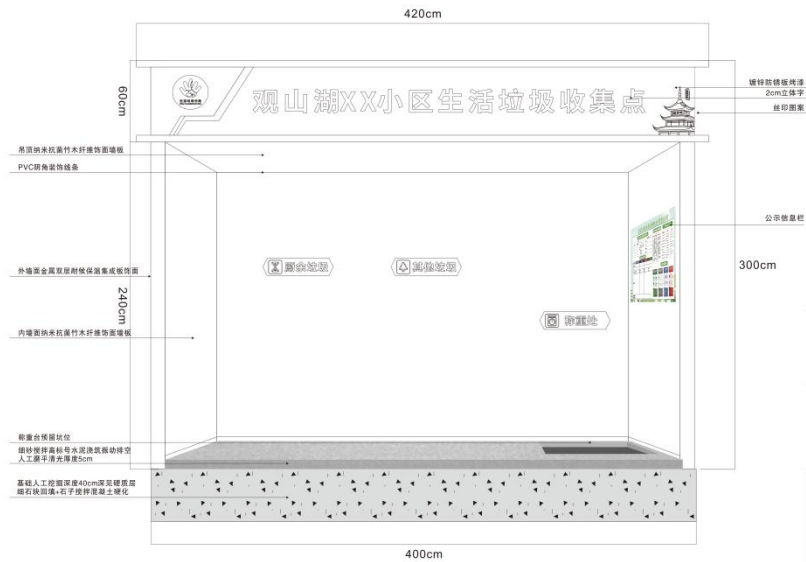 420cm
60cm
观山湖XX小区生活垃圾收集点
镀锌防锈板烤漆
2cm立体字
丝印图案
吊顶纳米抗菌竹木纤维饰面墙板
PVC阴角装饰线条
公示信息栏
厨余垃圾
其他垃圾
300cm
外墙面金属双层耐候保温集成板饰面
240cm
称重处
内墙面纳米抗菌竹木纤维饰面墙板
称重台预留坑位
细砂搅拌高标号水泥浇筑振动排空
人工磨平清光厚度5cm
基础人工挖掘深度40cm深见硬质层
细石块回填+石子搅拌混凝土硬化
400cm